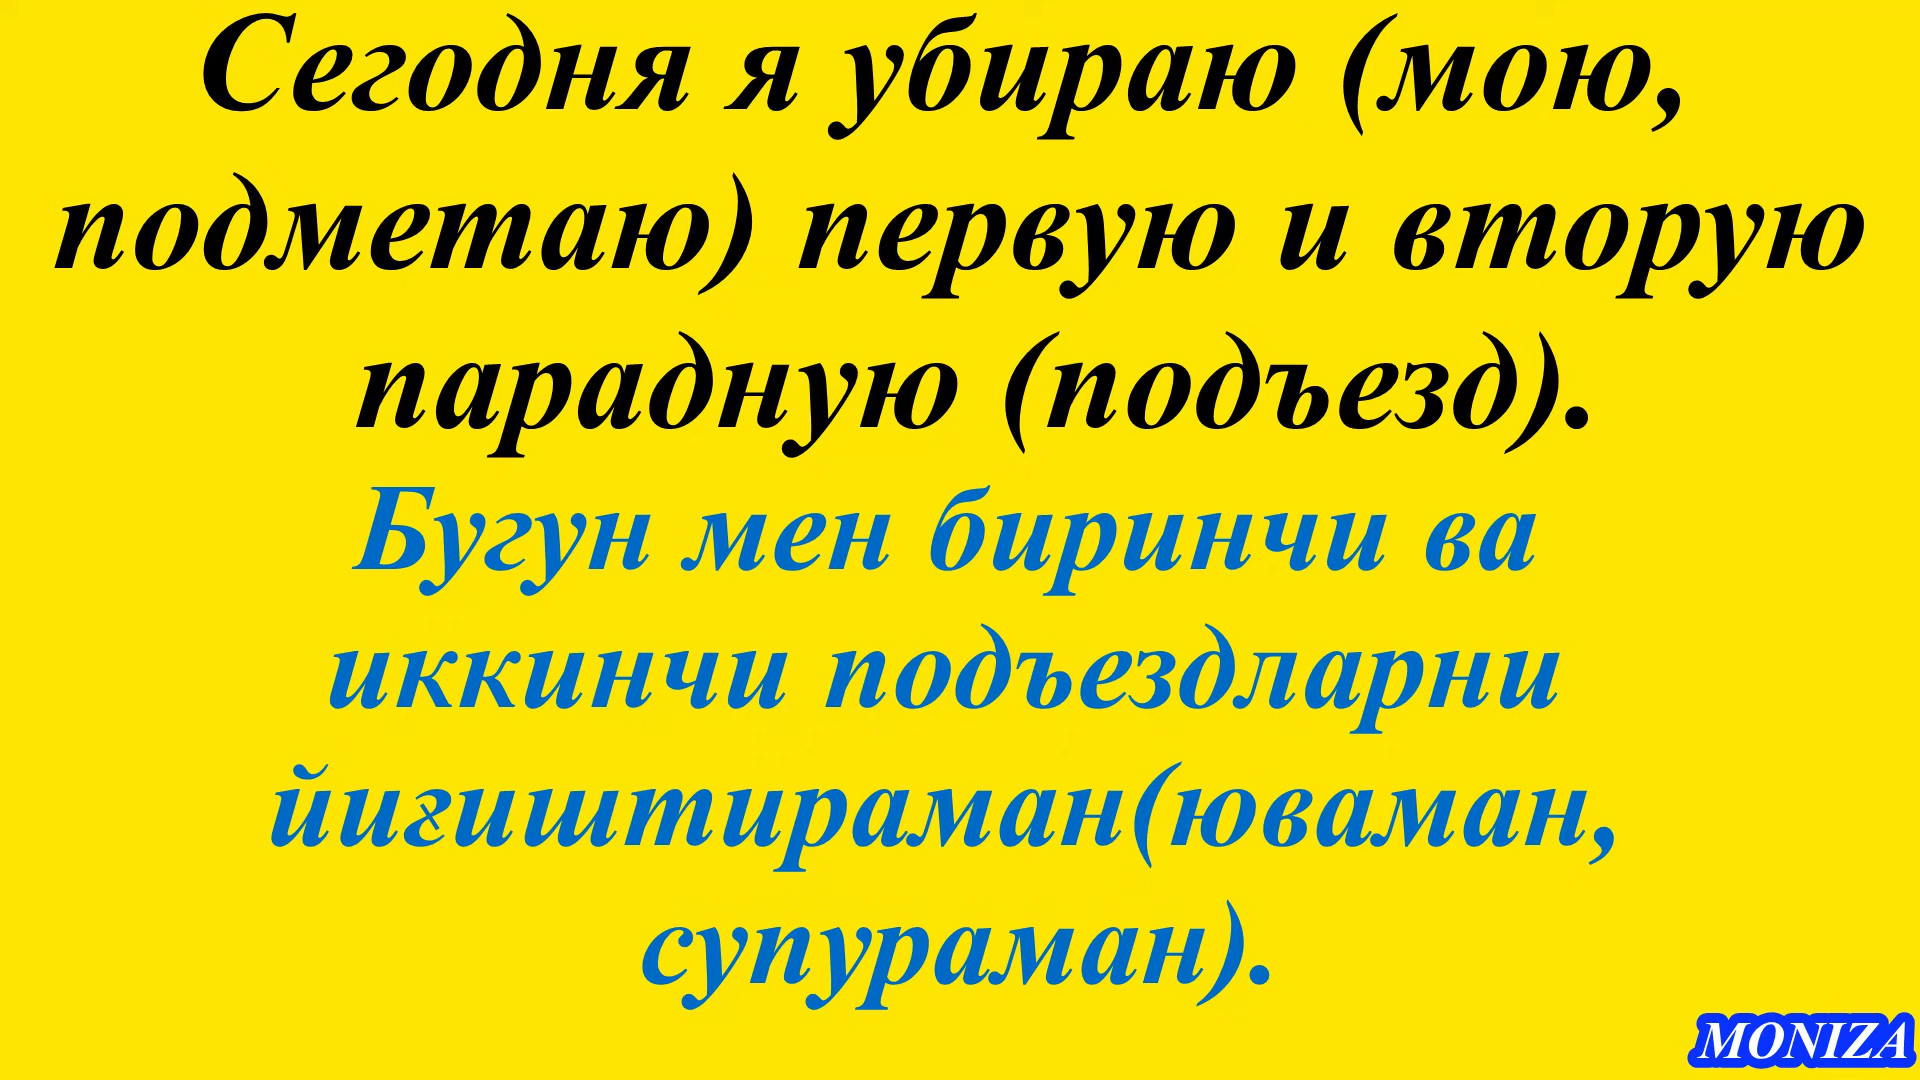 Сегодня я убираю (мою,
подметаю) первую и вторую
парадную (подъезд).
Бугун мен биринчи ва
иккинчи подъездларни
йиғиштираман(юваман,
супураман).
MONIZA